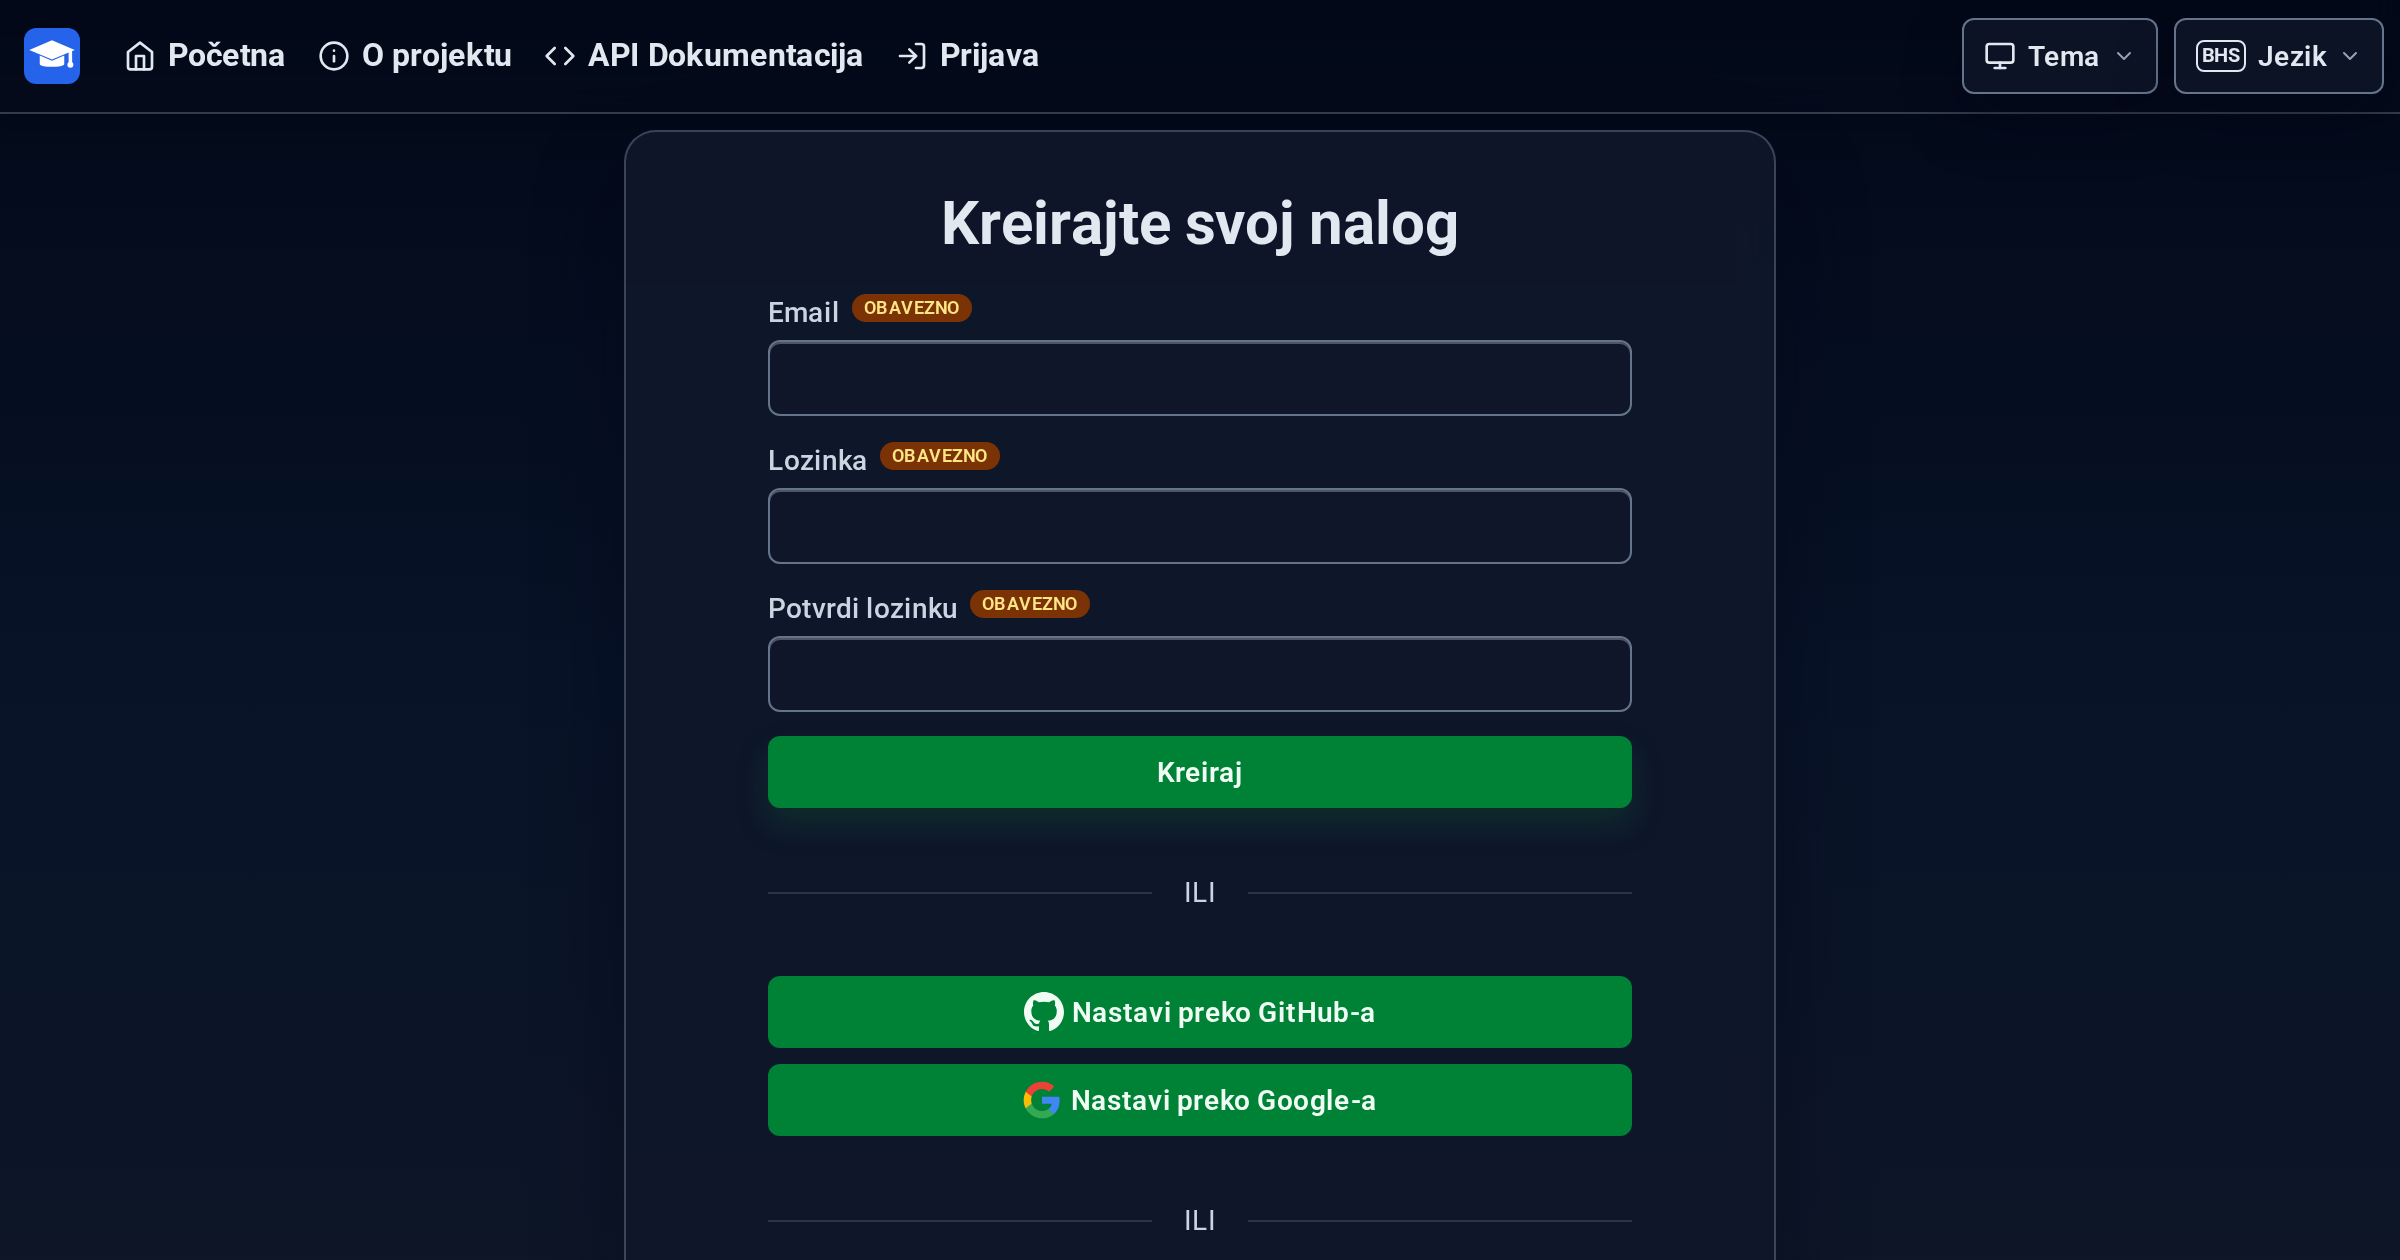 Početna
O projektu
API Dokumentacija
Prijava
Tema
BHS Jezik
Kreirajte svoj nalog
Email OBAVEZNO
Lozinka OBAVEZNO
Potvrdi lozinku OBAVEZNO
Kreiraj
ILI
Nastavi preko GitHub-a
Nastavi preko Google-a
ILI